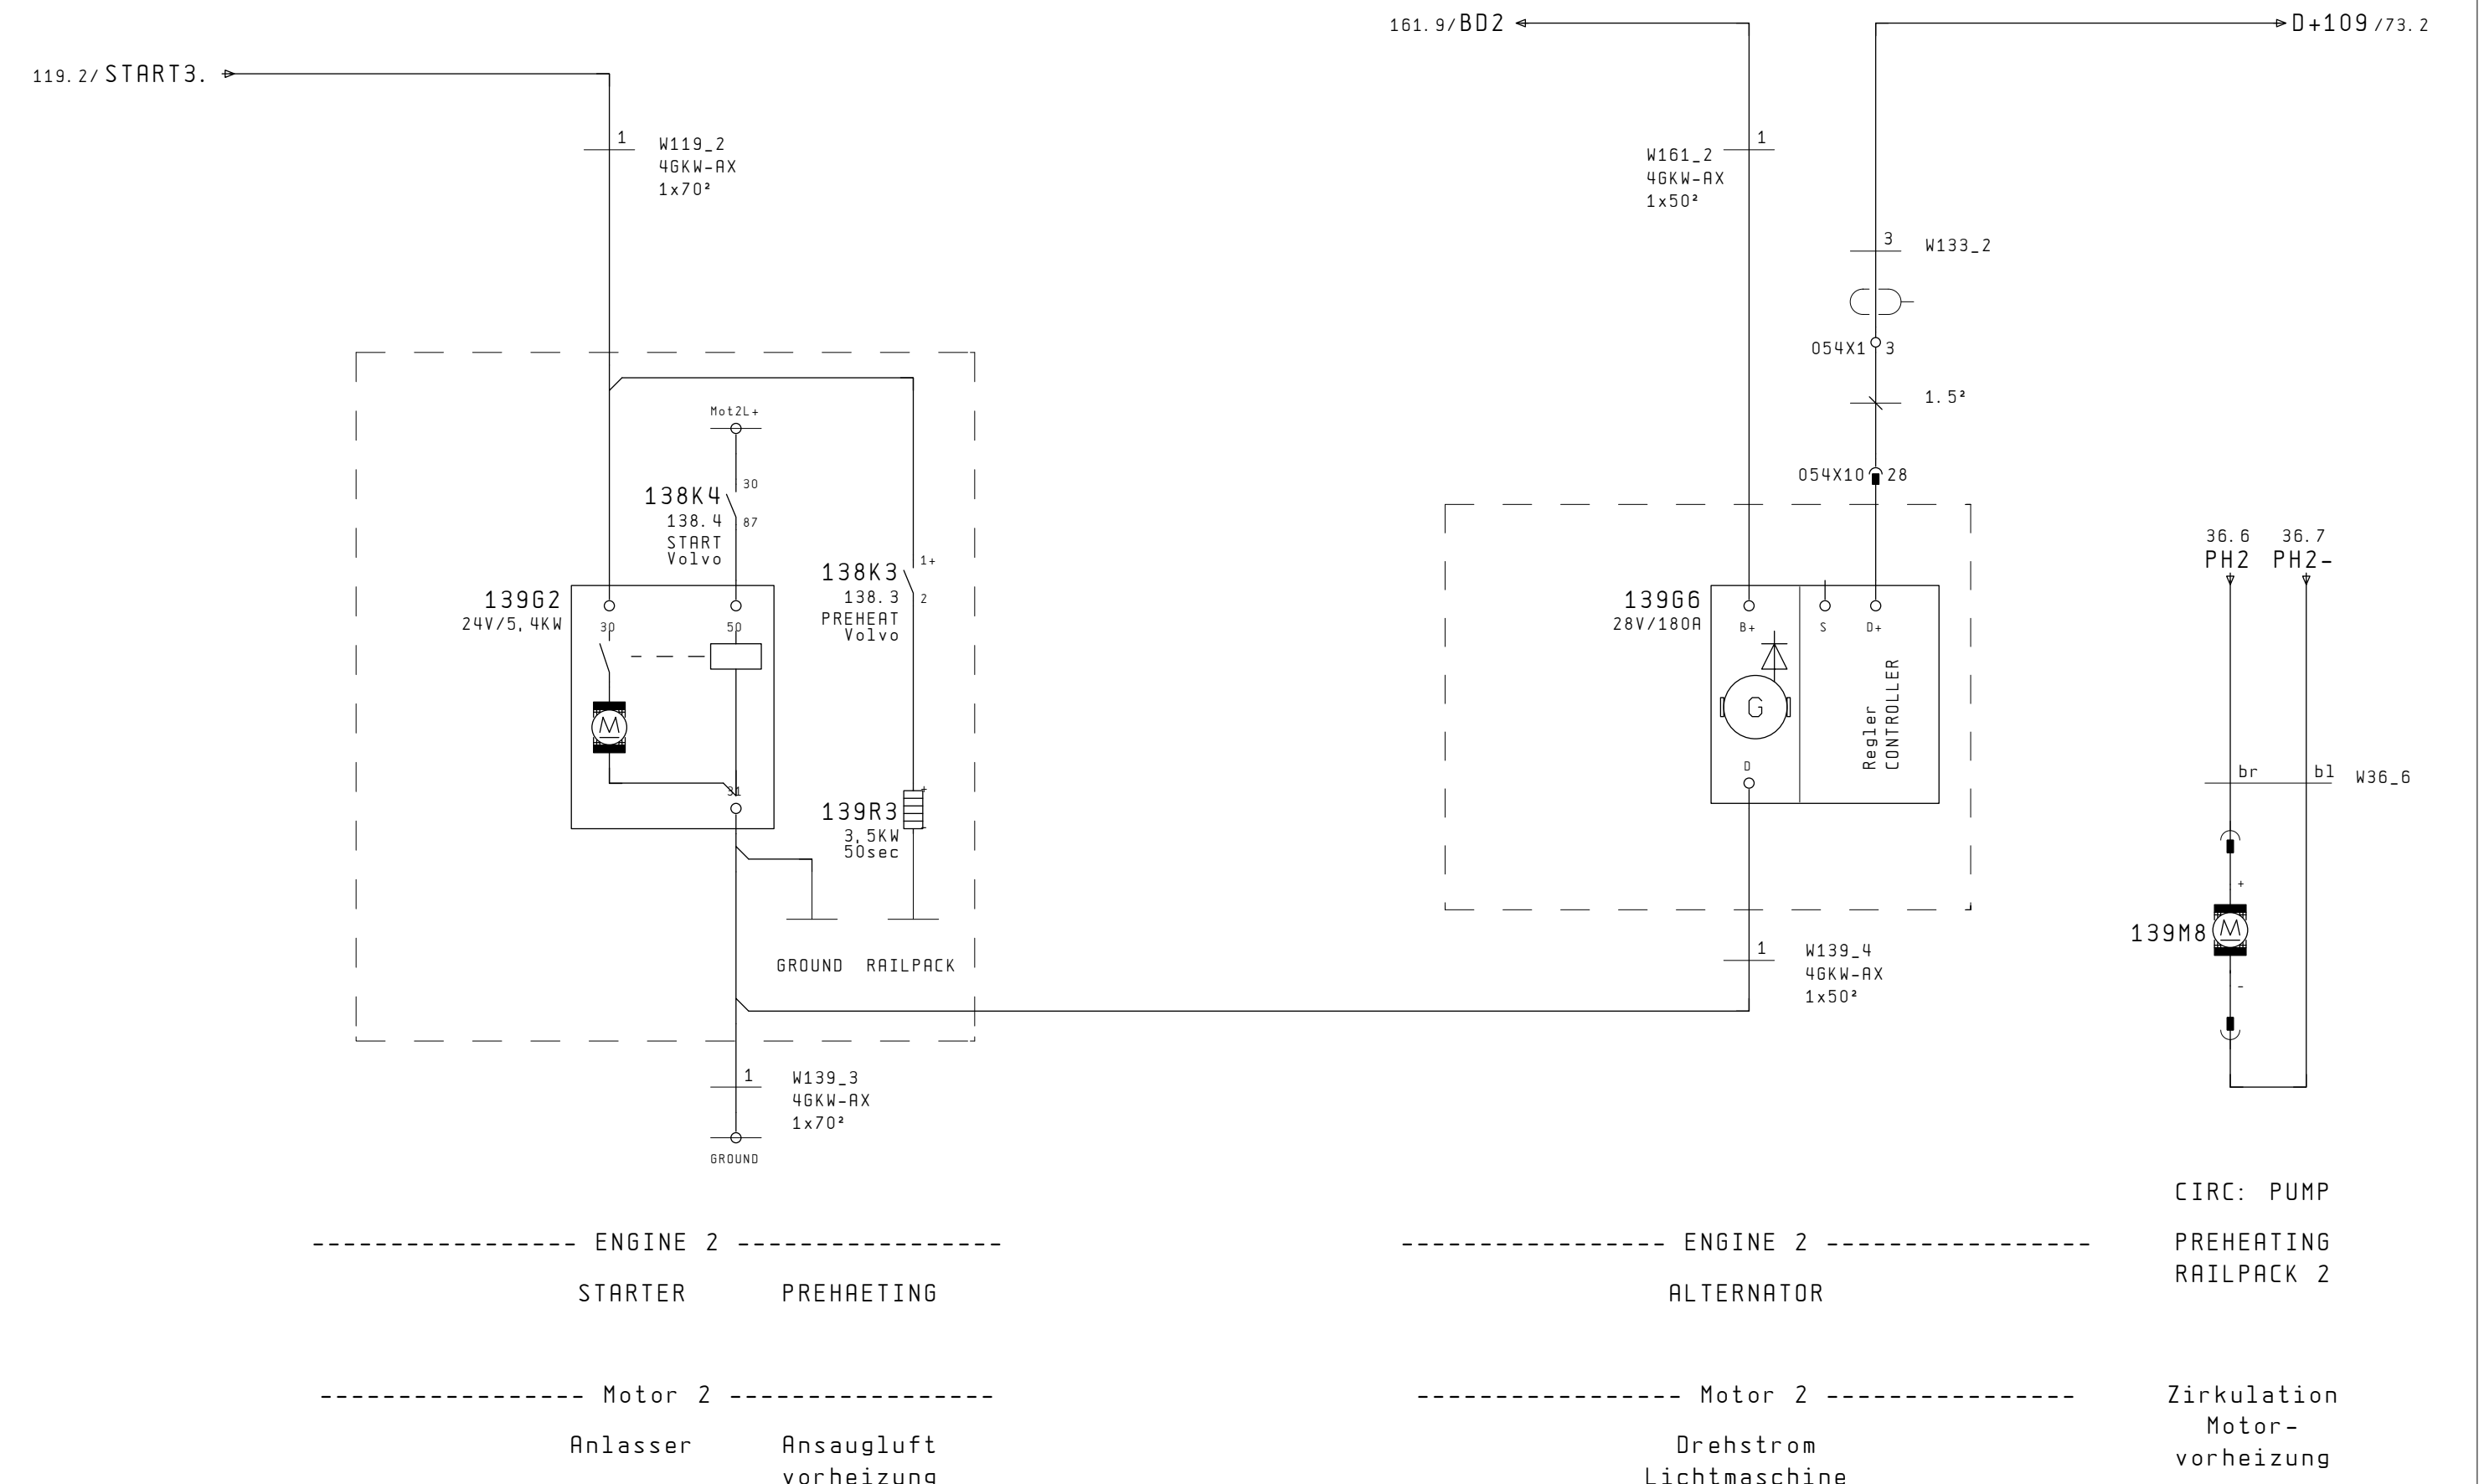 161.9/BD2
D+109/73.2
119.2/START3.
1
W119_2
4GKW-AX
1x70²
1
W161_2
4GKW-AX
1x50²
3
W133_2
054X1
3
1.5²
054X10
28
Mot2L+
30
138K4
138.4
87
START
Volvo
1+
138K3
138.3
2
PREHEAT
Volvo
139G2
24V/5,4KW
30
50
31
139R3
+
-
3,5KW
50sec
GROUND
RAILPACK
M
1
W139_3
4GKW-AX
1x70²
GROUND
139G6
28V/180A
B+
S
D+
G
D
Regler
CONTROLLER
1
W139_4
4GKW-AX
1x50²
36.6
36.7
PH2
PH2-
br
bl
W36_6
+
139M8
M
-
CIRC: PUMP
PREHEATING
RAILPACK 2
----------------- ENGINE 2 -----------------
STARTER
PREHAETING
----------------- ENGINE 2 -----------------
ALTERNATOR
----------------- Motor 2 -----------------
Anlasser
Ansaugluft
vorheizung
----------------- Motor 2 ----------------
Drehstrom
Lichtmaschine
Zirkulation
Motor-
vorheizung